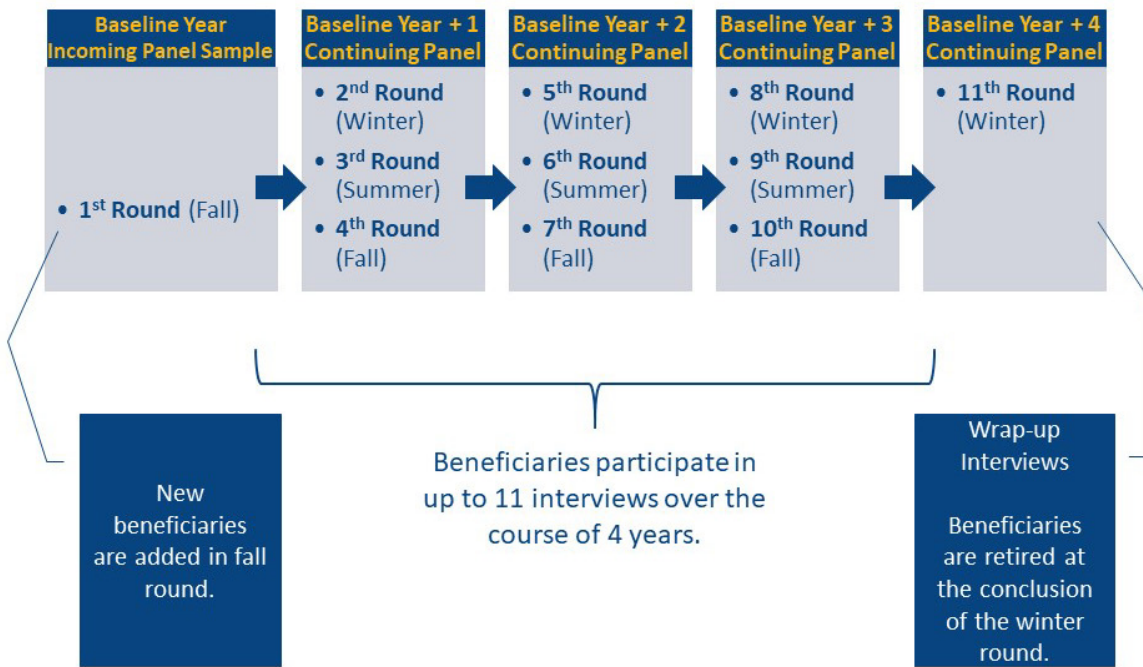 Baseline Year
Incoming Panel Sample
• 1st Round (Fall)
Baseline Year + 1
Continuing Panel
• 2nd Round
(Winter)
• 3rd Round
(Summer)
• 4th Round
(Fall)
Baseline Year + 2
Continuing Panel
• 5th Round
(Winter)
• 6th Round
(Summer)
• 7th Round
(Fall)
Baseline Year + 3
Continuing Panel
• 8th Round
(Winter)
• 9th Round
(Summer)
• 10th Round
(Fall)
Baseline Year + 4
Continuing Panel
• 11th Round
(Winter)
New
beneficiaries
are added in fall
round.
Beneficiaries participate in
up to 11 interviews over the
course of 4 years.
Wrap-up
Interviews
Beneficiaries
are retired at
the conclusion
of the winter
round.